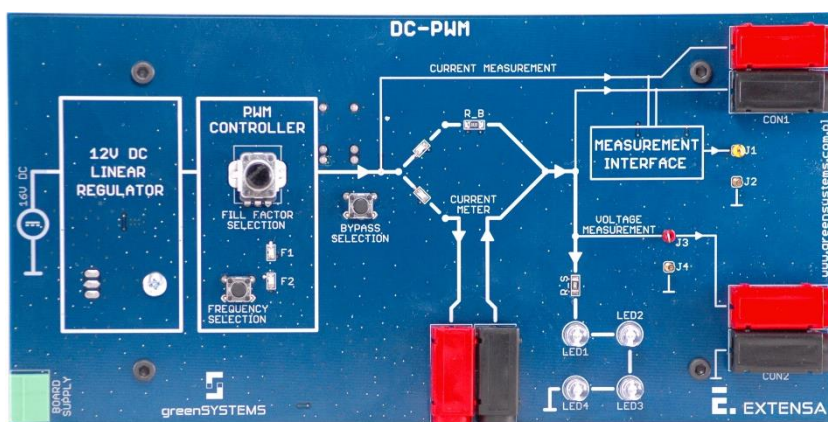 DC-PWM
CURRENT MEASUREMENT
PWM
CONTROLLER
R_B
CON1
12V DC
LINEAR
REGULATOR
MEASUREMENT
INTERFACE
J1
J2
16V DC
FILL FACTOR
SELECTION
BYPASS
SELECTION
CURRENT
METER
VOLTAGE
MEASUREMENT
J3
J4
F1
F2
FREQUENCY
SELECTION
R_S
LED1
LED2
LED4
LED3
CON2
BOARD
SUPPLY
greenSYSTEMS
E. EXTENSA
www.greensystems.com.pl